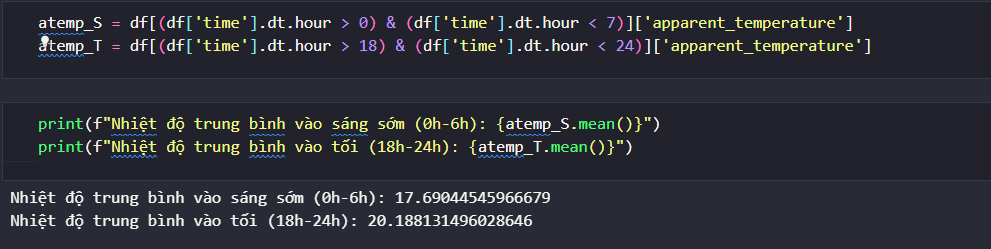 atemp_S = df[(df['time'].dt.hour > 0) & (df['time'].dt.hour < 7)]['apparent_temperature']
atemp_T = df[(df['time'].dt.hour > 18) & (df['time'].dt.hour < 24)]['apparent_temperature']
print(f"Nhiệt độ trung bình vào sáng sớm (0h-6h): {atemp_S.mean()}")
print(f"Nhiệt độ trung bình vào tối (18h-24h): {atemp_T.mean()}")
Nhiệt độ trung bình vào sáng sớm (0h-6h): 17.69044545966679
Nhiệt độ trung bình vào tối (18h-24h): 20.188131496028646